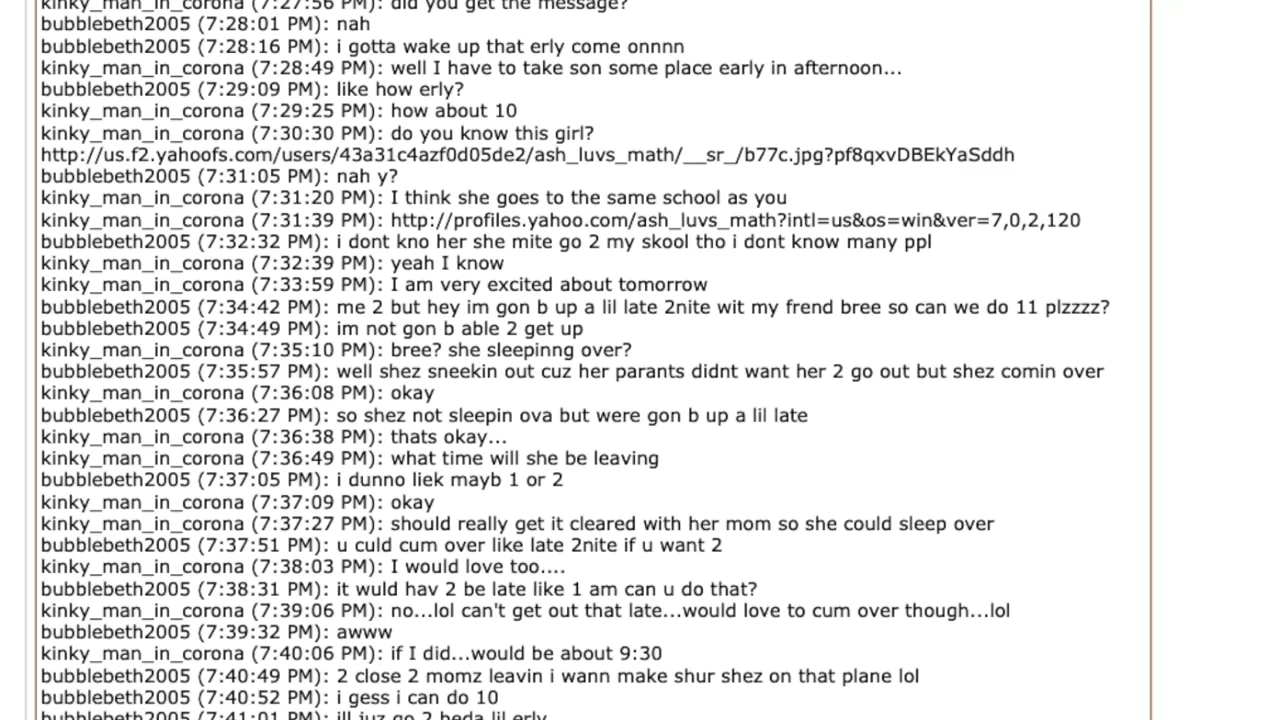 kinky_man_in_corona (7:27:56 PM): did you get the message?
bubblebeth2005 (7:28:01 PM): nah
bubblebeth2005 (7:28:16 PM): i gotta wake up that erly come onnnn
kinky_man_in_corona (7:28:49 PM): well I have to take son some place early in afternoon...
bubblebeth2005 (7:29:09 PM): like how erly?
kinky_man_in_corona (7:29:25 PM): how about 10
kinky_man_in_corona (7:30:30 PM): do you know this girl?
http://us.f2.yahoofs.com/users/43a31c4azf0d05de2/ash_luvs_math/__sr_/b77c.jpg?pf8qxvDBEkYaSddh
bubblebeth2005 (7:31:05 PM): nah y?
kinky_man_in_corona (7:31:20 PM): I think she goes to the same school as you
kinky_man_in_corona (7:31:39 PM): http://profiles.yahoo.com/ash_luvs_math?intl=us&os=win&ver=7,0,2,120
bubblebeth2005 (7:32:32 PM): i dont kno her she mite go 2 my skool tho i dont know many ppl
kinky_man_in_corona (7:32:39 PM): yeah I know
kinky_man_in_corona (7:33:59 PM): I am very excited about tomorrow
bubblebeth2005 (7:34:42 PM): me 2 but hey im gon b up a lil late 2nite wit my frend bree so can we do 11 plzzzz?
bubblebeth2005 (7:34:49 PM): im not gon b able 2 get up
kinky_man_in_corona (7:35:10 PM): bree? she sleepinng over?
bubblebeth2005 (7:35:57 PM): well shez sneekin out cuz her parants didnt want her 2 go out but shez comin over
kinky_man_in_corona (7:36:08 PM): okay
bubblebeth2005 (7:36:27 PM): so shez not sleepin ova but were gon b up a lil late
kinky_man_in_corona (7:36:38 PM): thats okay...
kinky_man_in_corona (7:36:49 PM): what time will she be leaving
bubblebeth2005 (7:37:05 PM): i dunno liek mayb 1 or 2
kinky_man_in_corona (7:37:09 PM): okay
kinky_man_in_corona (7:37:27 PM): should really get it cleared with her mom so she could sleep over
bubblebeth2005 (7:37:51 PM): u culd cum over like late 2nite if u want 2
kinky_man_in_corona (7:38:03 PM): I would love too....
bubblebeth2005 (7:38:31 PM): it wuld hav 2 be late like 1 am can u do that?
kinky_man_in_corona (7:39:06 PM): no...lol can't get out that late...would love to cum over though...lol
bubblebeth2005 (7:39:32 PM): awww
kinky_man_in_corona (7:40:06 PM): if I did...would be about 9:30
bubblebeth2005 (7:40:49 PM): 2 close 2 momz leavin i wann make shur shez on that plane lol
bubblebeth2005 (7:40:52 PM): i gess i can do 10
bubblebeth2005 (7:41:01 PM): ill juz go 2 beda lil erly